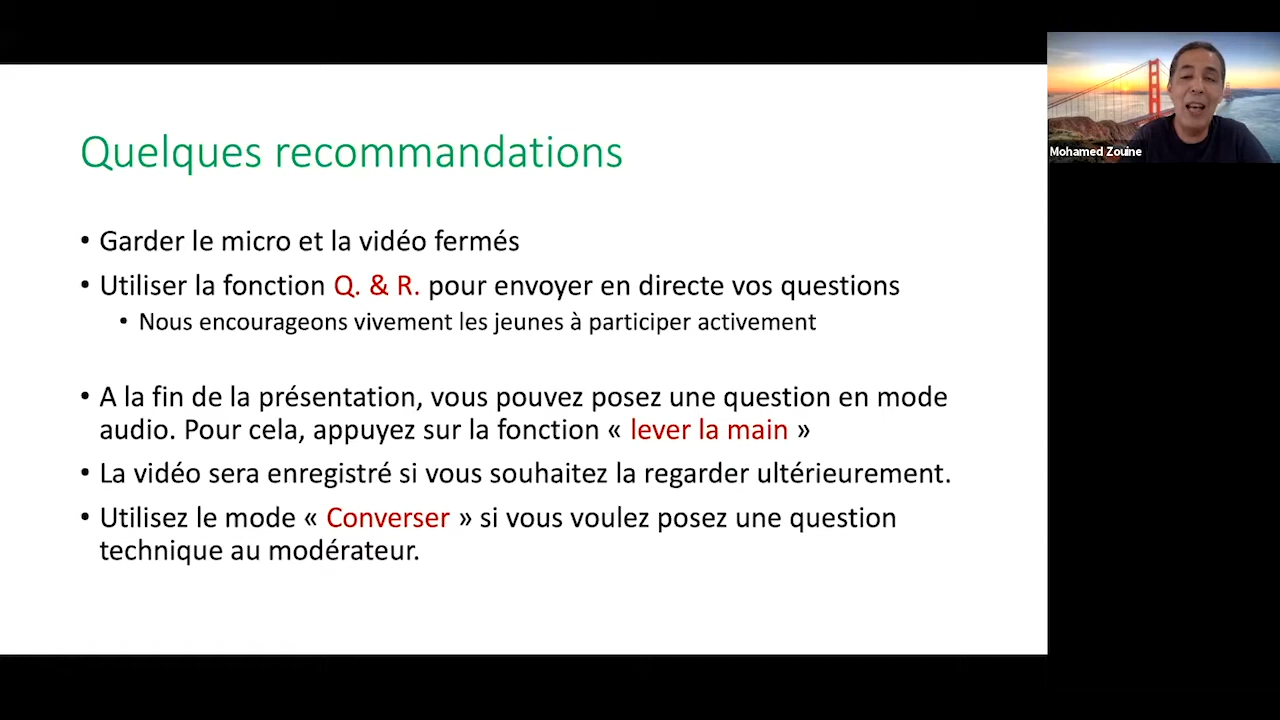 Quelques recommandations
• Garder le micro et la vidéo fermés
• Utiliser la fonction Q. & R. pour envoyer en directe vos questions
• Nous encourageons vivement les jeunes à participer activement
• A la fin de la présentation, vous pouvez posez une question en mode
audio. Pour cela, appuyez sur la fonction « lever la main »
• La vidéo sera enregistré si vous souhaitez la regarder ultérieurement.
• Utilisez le mode « Converser » si vous voulez posez une question
technique au modérateur.
Mohamed Zouine